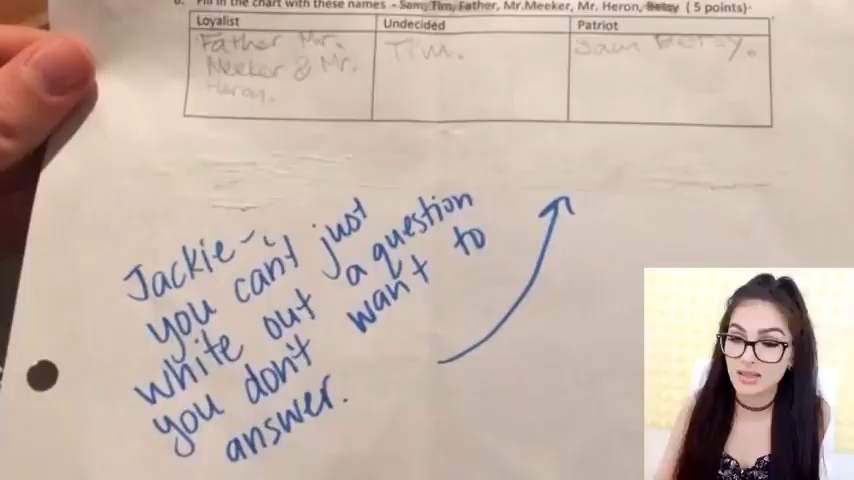 Fill in the chart with these names - Sam, Tim, Father, Mr.Meeker, Mr. Heron, Betsy ( 5 points)
Loyalist Undecided Patriot
Father Mr. Tim. Sam Betsy.
Meeker & Mr.
Heron.
Jackie-
you can't just
white out a question
you don't want to
answer.